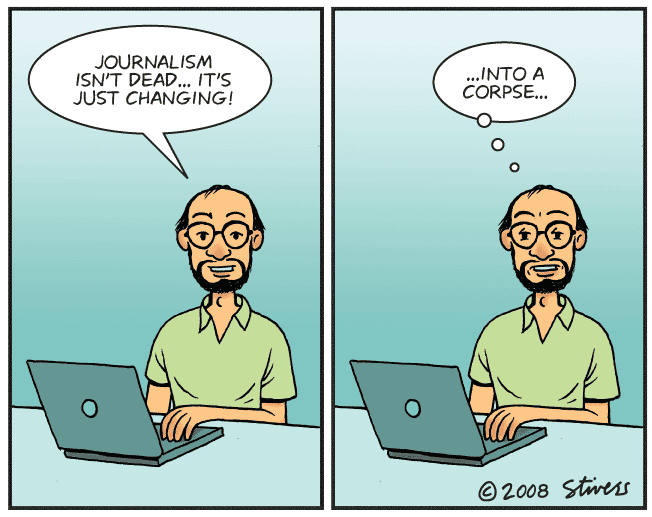 JOURNALISM
ISN'T DEAD... IT'S
JUST CHANGING!
...INTO A
CORPSE...
© 2008 Stivers